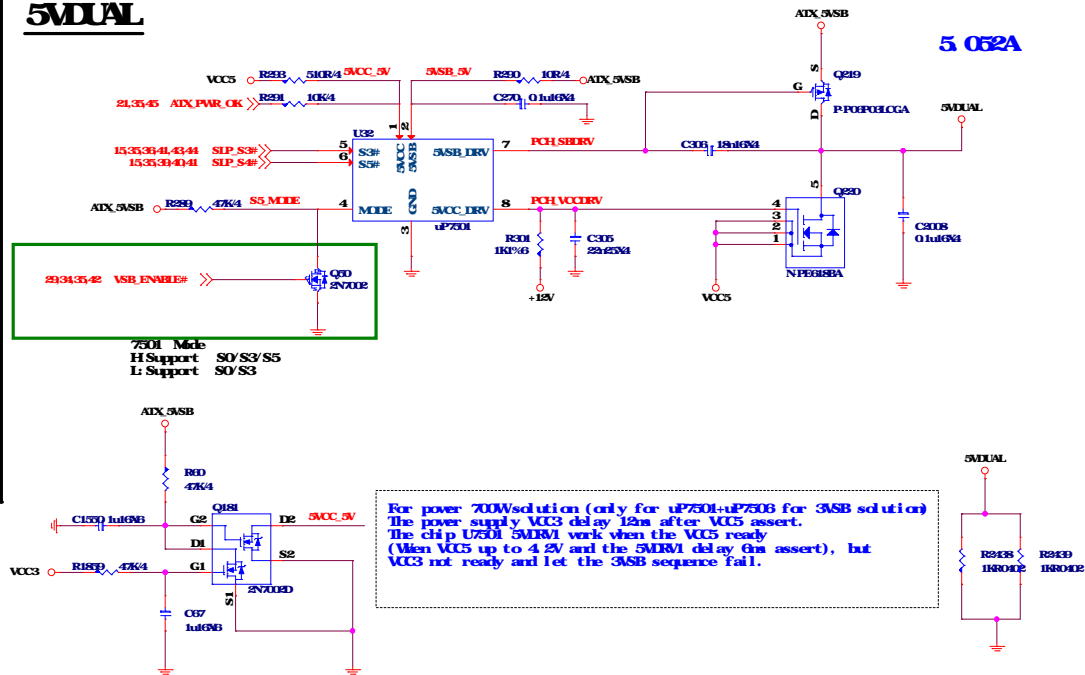 5VDUAL
ATX_5VSB
5.052A
VCC5
R293
510R/4
5VCC_5V
5VSB_5V
R290
10R/4
ATX_5VSB
S
Q219
G
P-P06P03LCGA
D
5VDUAL
21,35,45 ATX_PWR_OK
R291
10K/4
C270
0.1u16X4
1
2
U32
5VCC
5VSB
15,35,36,41,43,44 SLP_S3#
5
S3#
5VSB_DRV
7
PCH_SBDRV
C306
18n16X4
15,35,39,40,41 SLP_S4#
6
S5#
ATX_5VSB
R289
47K/4
S5_MODE
4
MODE
GND
5VCC_DRV
8
PCH_VCCDRV
3
uP7501
5
Q220
4
3
2
1
N-PE618BA
C2008
0.1u16X4
R301
1K1%6
C305
22n25X4
+12V
VCC5
29,34,35,42 VSB_ENABLE#
Q50
2N7002
7501 Mode
H:Support S0/S3/S5
L: Support S0/S3
ATX_5VSB
R60
47K/4
C1550.1u16X6
Q181
G2
D2
5VCC_5V
D1
S2
VCC3
R1859
47K/4
G1
S1
2N7002D
C67
1u16X6
For power 700W solution (only for uP7501+uP7506 for 3VSB solution)
The power supply VCC3 delay 12ms after VCC5 assert.
The chip U7501 5VDRV1 work when the VCC5 ready
(When VCC5 up to 4.2V and the 5VDRV1 delay 6ms assert), but
VCC3 not ready and let the 3VSB sequence fail.
5VDUAL
R2438
1KR0402
R2439
1KR0402